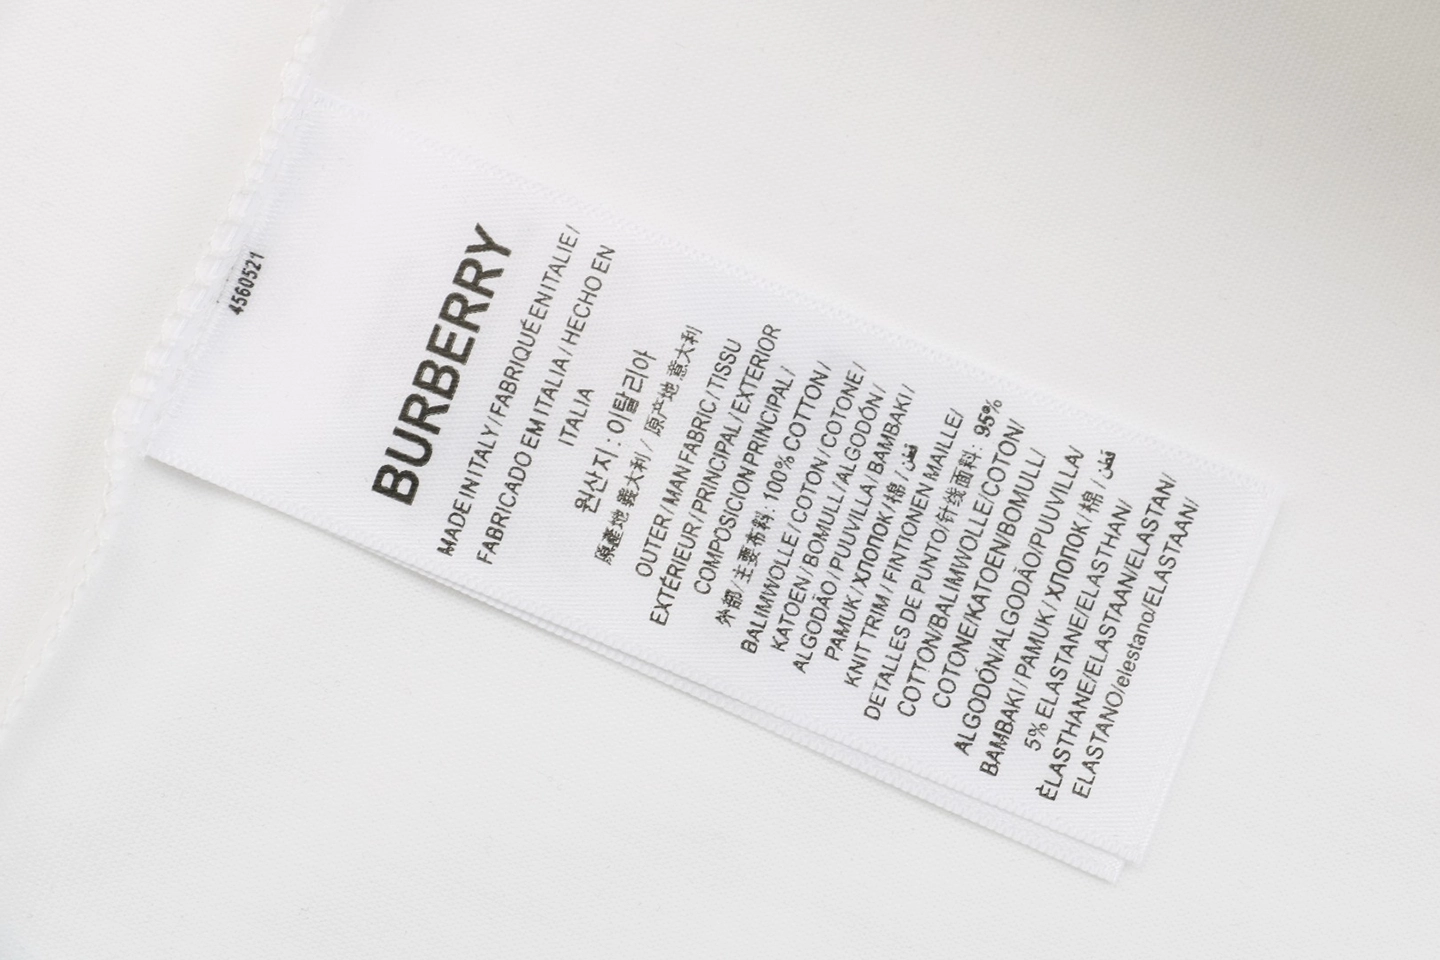 4560521
BURBERRY
MADE IN ITALY/FABRIQUÉ EN ITALIE/
FABRICADO EM ITALIA/HECHO EN
ITALIA
원산지 : 이탈리아
原產地 義大利 / 原产地 意大利
OUTER/MAN FABRIC/TISSU
EXTÉRIEUR/PRINCIPAL/EXTERIOR
COMPOSICION PRINCIPAL/
外部/主要布料: 100% COTTON/
BALIMWOLLE/COTON/COTONE/
KATOEN/BOMULL/ALGODÓN/
ALGODÃO/PUUVILLA/BAMBAKI/
PAMUK/ХЛОПОК/棉/قطن
KNIT TRIM/FINTIONEN MAILLE/
DETALLES DE PUNTO/针线面料: 95%
COTTON/BALIMWOLLE/COTON/
COTONE/KATOEN/BOMULL/
ALGODÓN/ALGODÃO/PUUVILLA/
BAMBAKI/PAMUK/ХЛОПОК/棉/قطن
5% ELASTANE/ELASTHAN/
ÉLASTHANE/ELASTAAN/ELASTAN/
ELASTANO/elestano/ELASTAAN/